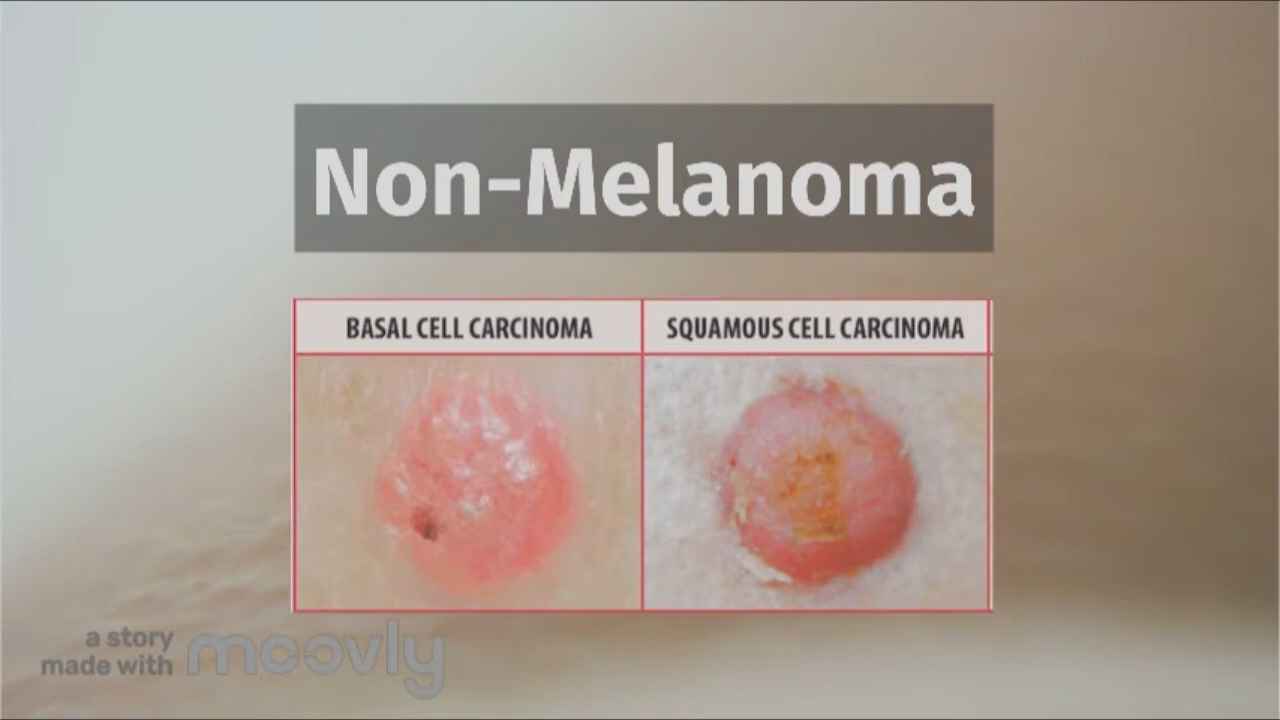 Non-Melanoma
BASAL CELL CARCINOMA
SQUAMOUS CELL CARCINOMA
a story
made with
moovly